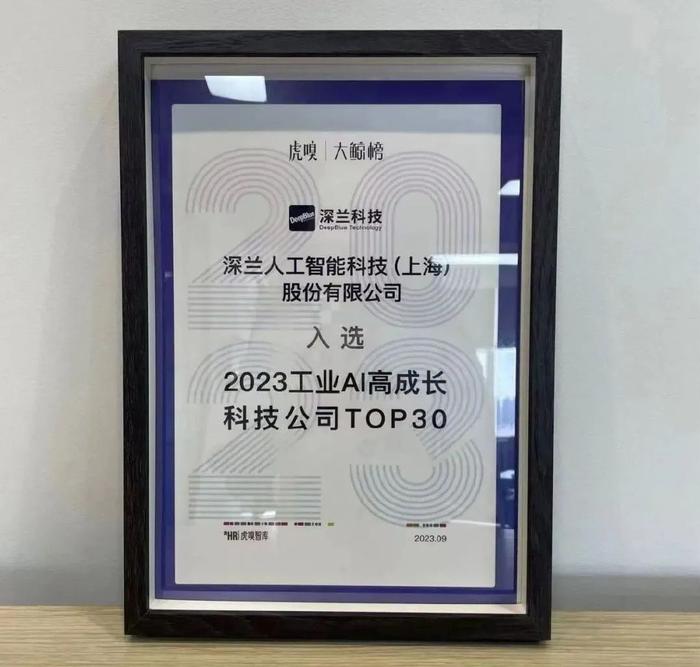 虎嗅 | 大鲸榜
DeepBlue 深兰科技
DeepBlue Technology
深兰人工智能科技(上海)
股份有限公司
入选
2023工业AI高成长
科技公司TOP30
2023
HRi 虎嗅智库
2023.09